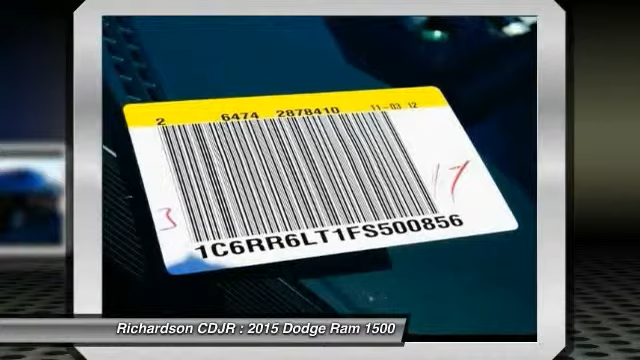 2 6474 2878410 11-03 12
3 17
1C6RR6LT1FS500856
Richardson CDJR : 2015 Dodge Ram 1500